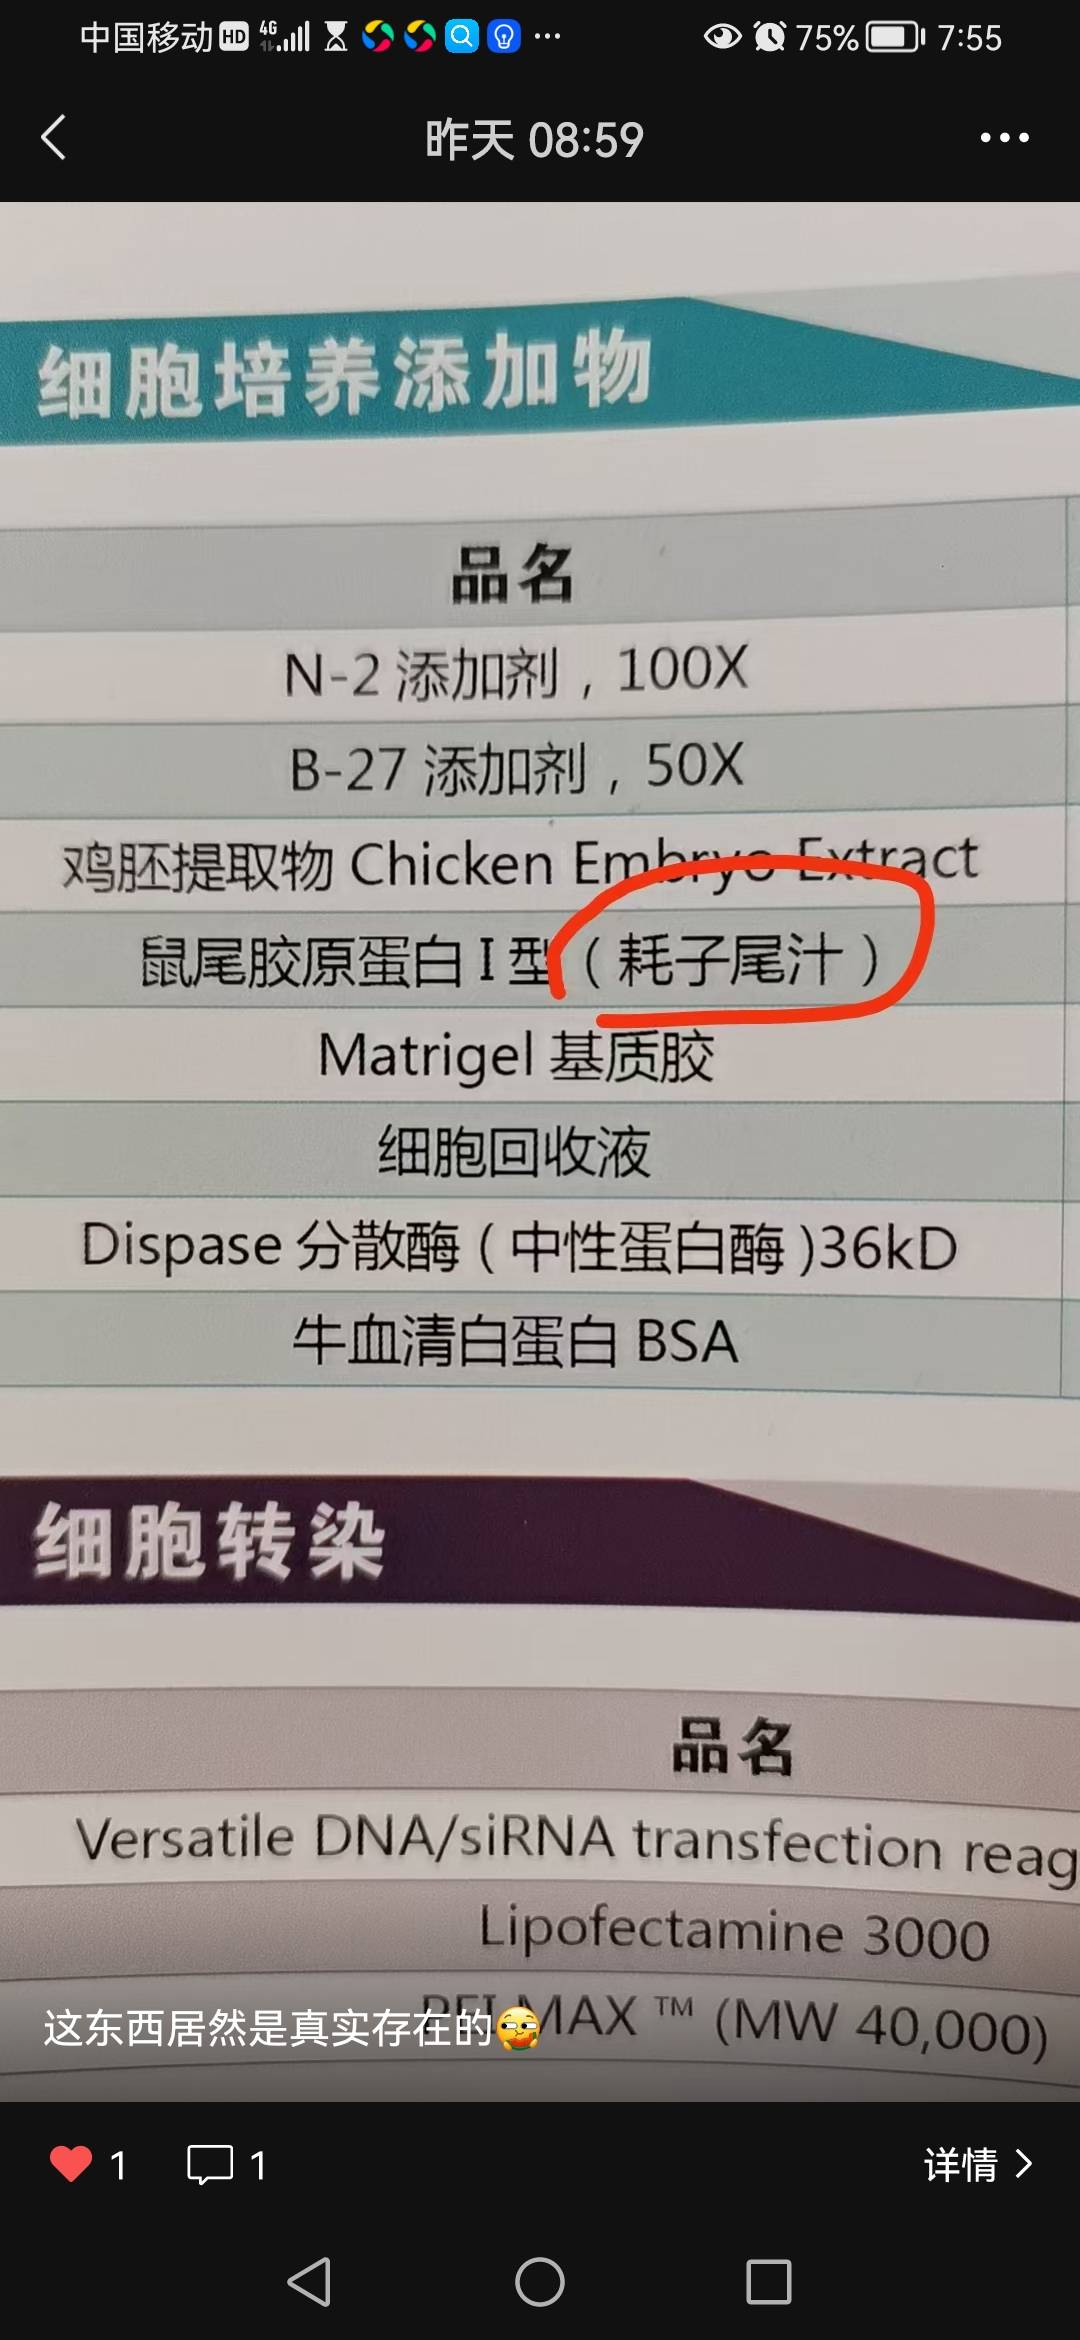 中国移动 HD 4G 75% 7:55
昨天 08:59
细胞培养添加物
品名
N-2 添加剂，100X
B-27 添加剂，50X
鸡胚提取物 Chicken Embryo Extract
鼠尾胶原蛋白 I 型（耗子尾汁）
Matrigel 基质胶
细胞回收液
Dispase 分散酶（中性蛋白酶)36kD
牛血清白蛋白 BSA
细胞转染
品名
Versatile DNA/siRNA transfection reag
Lipofectamine 3000
PEI MAX ™ (MW 40,000)
这东西居然是真实存在的
1 1 详情